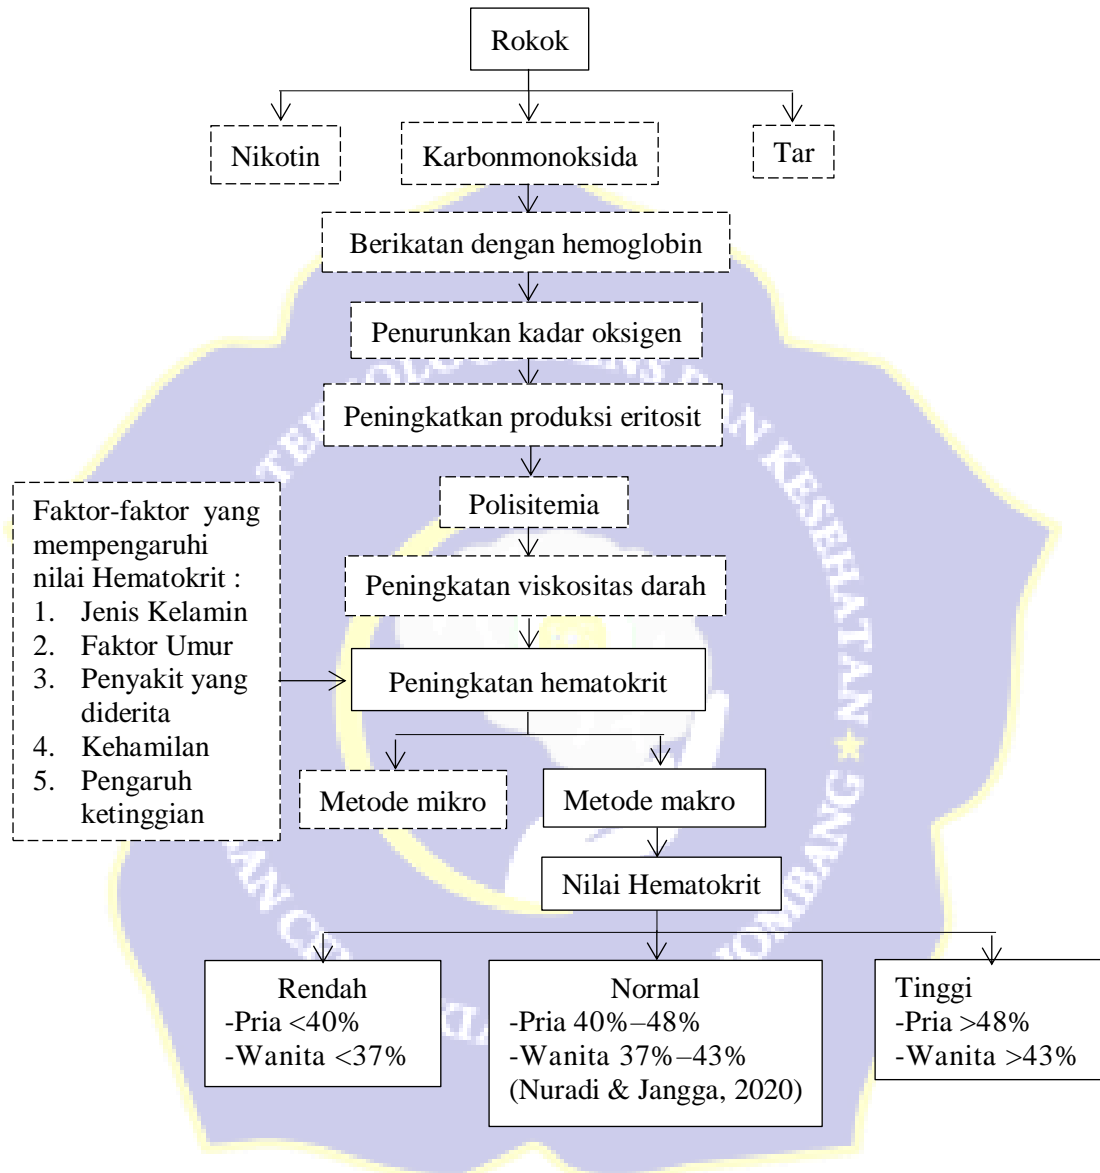 Rokok
Nikotin
Karbonmonoksida
Tar
Berikatan dengan hemoglobin
Penurunkan kadar oksigen
Peningkatkan produksi eritosit
Polisitemia
Faktor-faktor yang
mempengaruhi
nilai Hematokrit :
1. Jenis Kelamin
2. Faktor Umur
3. Penyakit yang
diderita
4. Kehamilan
5. Pengaruh
ketinggian
Peningkatan viskositas darah
Peningkatan hematokrit
Metode mikro
Metode makro
Nilai Hematokrit
Rendah
-Pria <40%
-Wanita <37%
Normal
-Pria 40%–48%
-Wanita 37%–43%
(Nuradi & Jangga, 2020)
Tinggi
-Pria >48%
-Wanita >43%
KESEHATAN